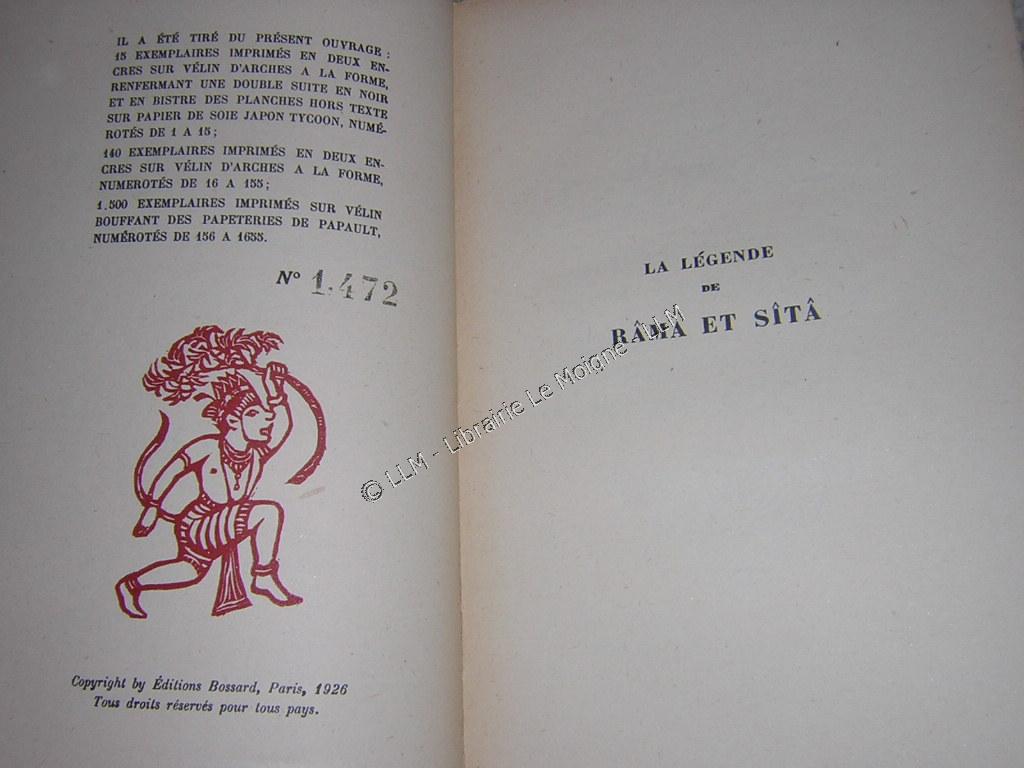 IL A ÉTÉ TIRÉ DU PRÉSENT OUVRAGE :
15 EXEMPLAIRES IMPRIMÉS EN DEUX EN-
CRES SUR VÉLIN D'ARCHES A LA FORME,
RENFERMANT UNE DOUBLE SUITE EN NOIR
ET EN BISTRE DES PLANCHES HORS TEXTE
SUR PAPIER DE SOIE JAPON TYCOON, NUMÉ-
ROTÉS DE 1 A 15 ;
140 EXEMPLAIRES IMPRIMÉS EN DEUX EN-
CRES SUR VÉLIN D'ARCHES A LA FORME,
NUMEROTÉS DE 16 A 155 ;
1.500 EXEMPLAIRES IMPRIMÉS SUR VÉLIN
BOUFFANT DES PAPETERIES DE PAPAULT,
NUMÉROTÉS DE 156 A 1655.
N° 1.472
Copyright by Éditions Bossard, Paris, 1926
Tous droits réservés pour tous pays.
LA LÉGENDE
DE
RÂMA ET SÎTÂ
© LLM - Librairie Le Moigne - LLM